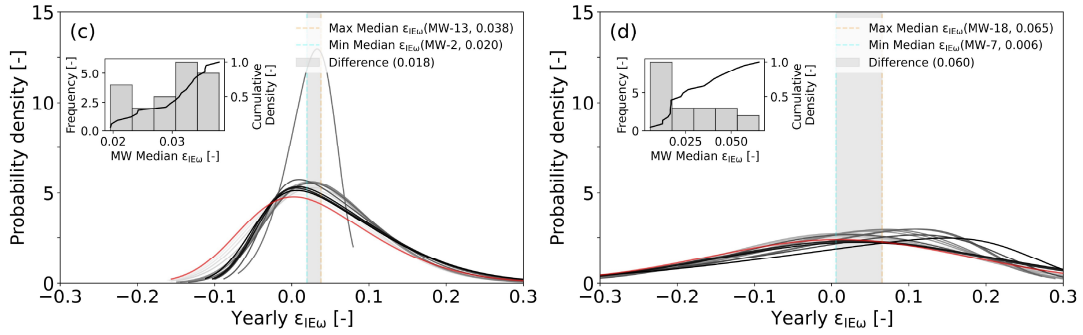 (c)
Max Median ε_IEω(MW-13, 0.038)
Min Median ε_IEω(MW-2, 0.020)
Difference (0.018)
Probability density [-]
15
10
5
0
−0.3 −0.2 −0.1 0.0 0.1 0.2 0.3
Yearly ε_IEω [-]
Frequency [-]
5.0
2.5
0.0
0.02 0.03
MW Median ε_IEω [-]
1.0
0.5
Cumulative
Density [-]
(d)
Max Median ε_IEω(MW-18, 0.065)
Min Median ε_IEω(MW-7, 0.006)
Difference (0.060)
Probability density [-]
15
10
5
0
−0.3 −0.2 −0.1 0.0 0.1 0.2 0.3
Yearly ε_IEω [-]
Frequency [-]
5
0
0.025 0.050
MW Median ε_IEω [-]
1.0
0.5
Cumulative
Density [-]